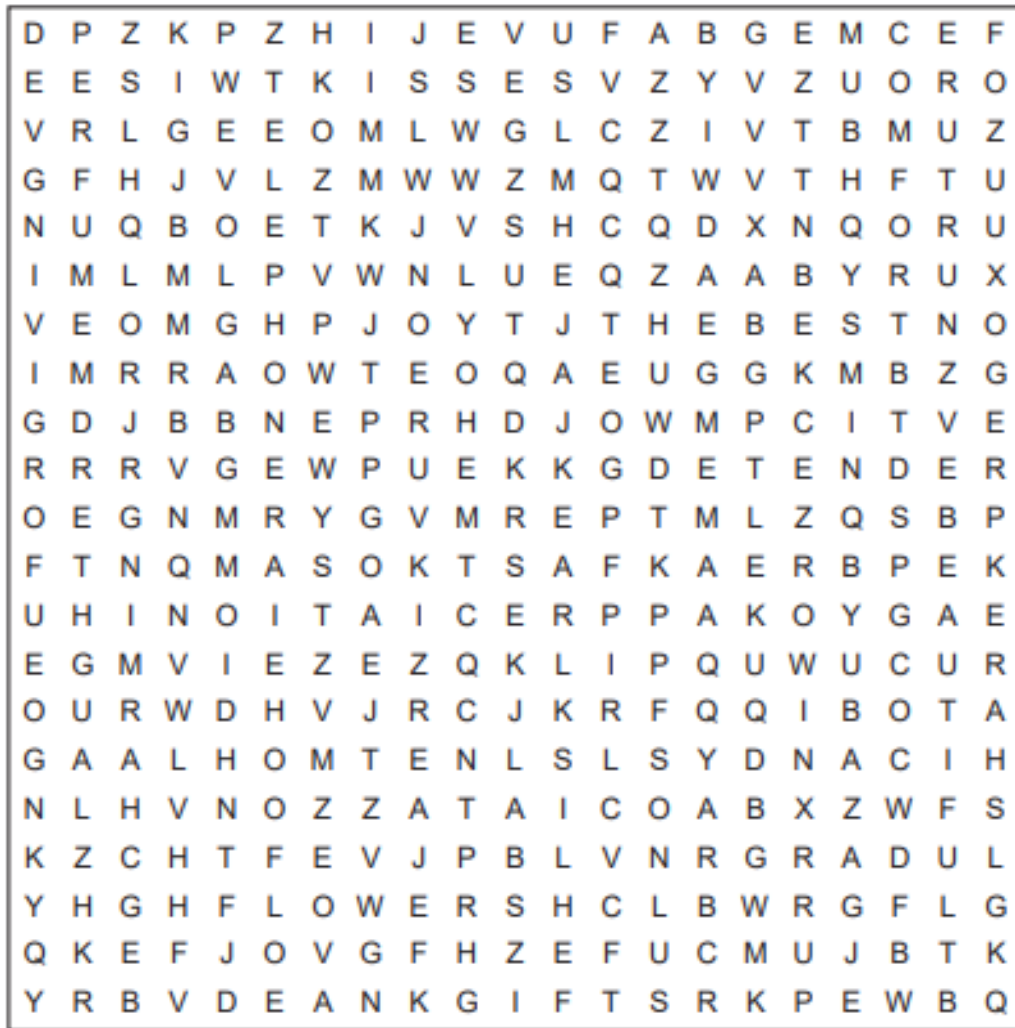 D P Z K P Z H I J E V U F A B G E M C E F
E E S I W T K I S S E S V Z Y V Z U O R O
V R L G E E O M L W G L C Z I V T B M U Z
G F H J V L Z M W W Z M Q T W V T H F T U
N U Q B O E T K J V S H C Q D X N Q O R U
I M L M L P V W N L U E Q Z A A B Y R U X
V E O M G H P J O Y T J T H E B E S T N O
I M R R A O W T E O Q A E U G G K M B Z G
G D J B B N E P R H D J O W M P C I T V E
R R R V G E W P U E K K G D E T E N D E R
O E G N M R Y G V M R E P T M L Z Q S B P
F T N Q M A S O K T S A F K A E R B P E K
U H I N O I T A I C E R P P A K O Y G A E
E G M V I E Z E Z Q K L I P Q U W U C U R
O U R W D H V J R C J K R F Q Q I B O T A
G A A L H O M T E N L S L S Y D N A C I H
N L H V N O Z Z A T A I C O A B X Z W F S
K Z C H T F E V J P B L V N R G R A D U L
Y H G H F L O W E R S H C L B W R G F L G
Q K E F J O V G F H Z E F U C M U J B T K
Y R B V D E A N K G I F T S R K P E W B Q